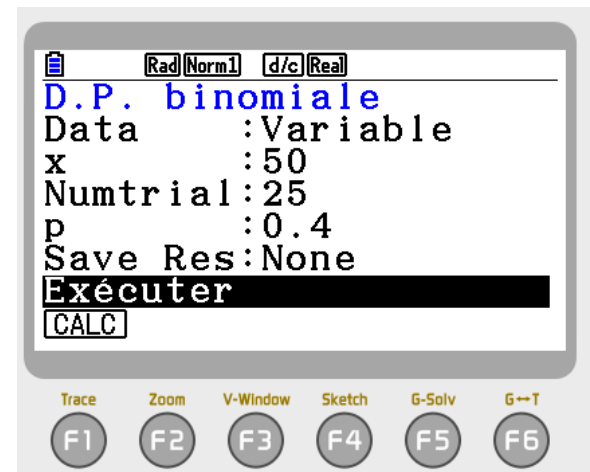 Rad Norm1 d/c Real
D.P. binomiale
Data :Variable
x :50
Numtrial:25
p :0.4
Save Res:None
Exécuter
CALC
Trace Zoom V-Window Sketch G-Solv G↔T
F1 F2 F3 F4 F5 F6